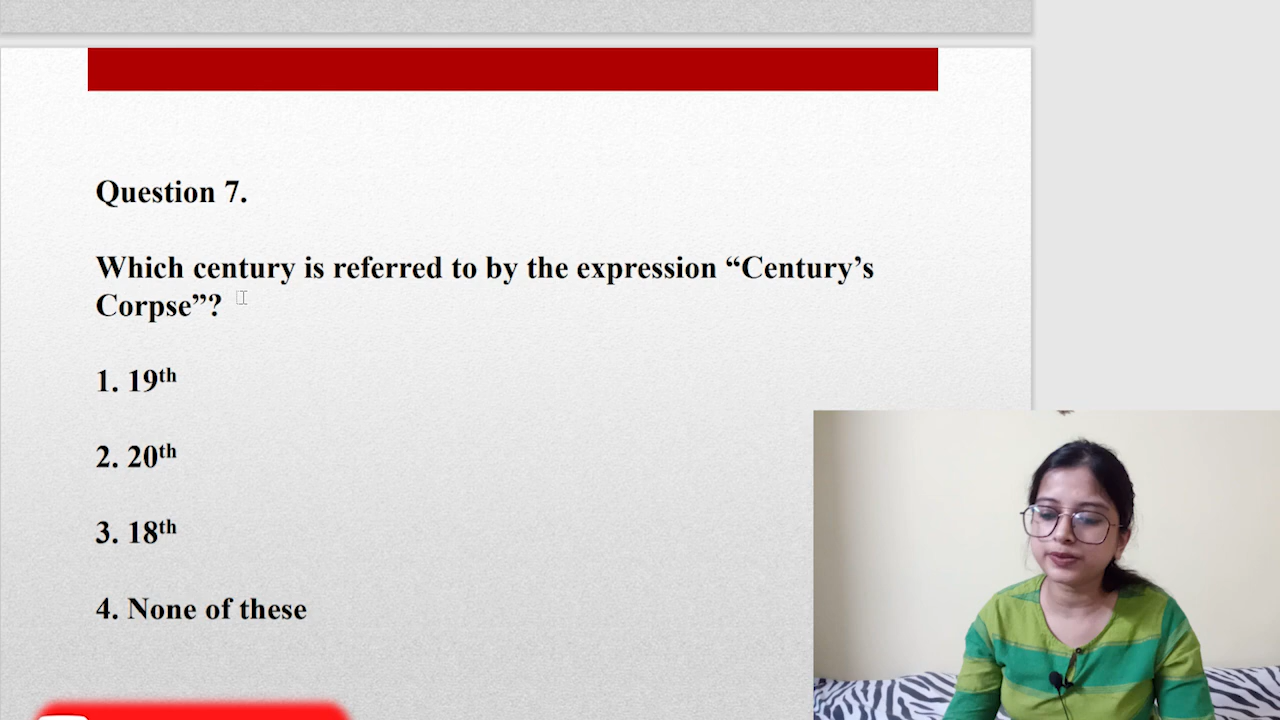 Question 7.
Which century is referred to by the expression “Century’s
Corpse”?
1. 19th
2. 20th
3. 18th
4. None of these